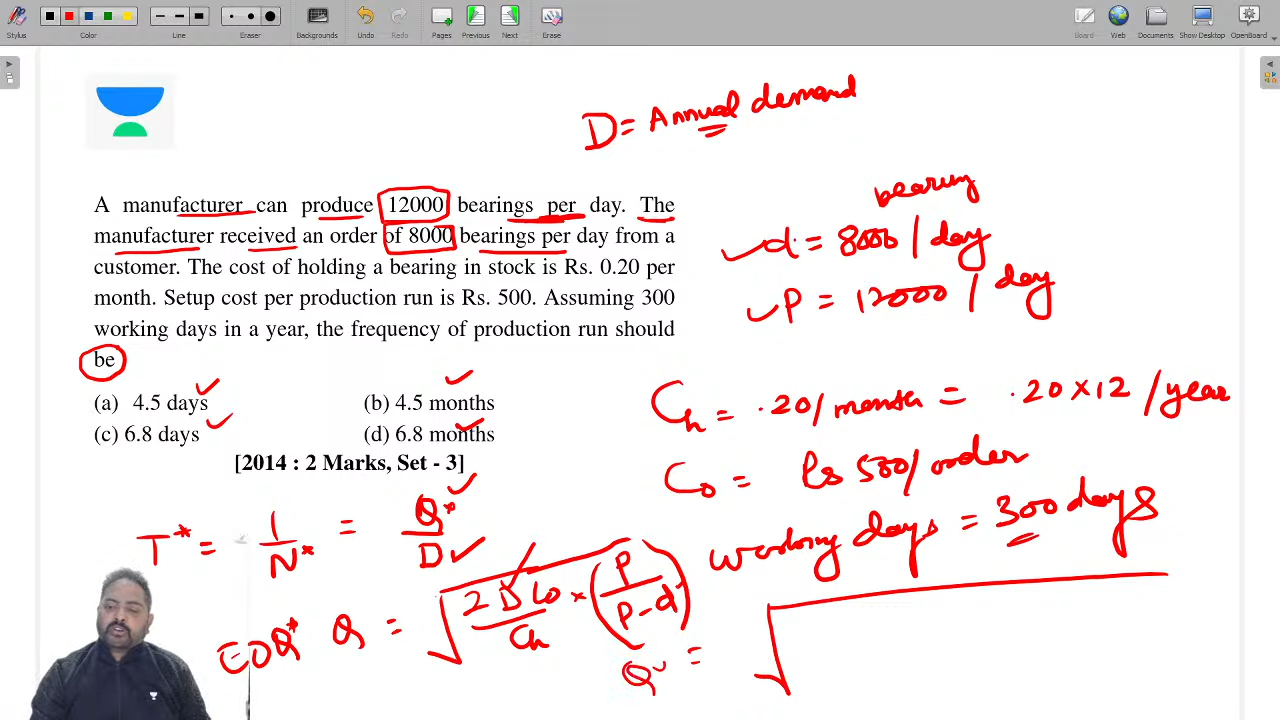 Stylus Color Line Eraser Backgrounds Undo Redo Pages Previous Next Erase Board Web Documents Show Desktop OpenBoard
D = Annual demand
A manufacturer can produce 12000 bearings per day. The
manufacturer received an order of 8000 bearings per day from a
customer. The cost of holding a bearing in stock is Rs. 0.20 per
month. Setup cost per production run is Rs. 500. Assuming 300
working days in a year, the frequency of production run should
be
(a) 4.5 days (b) 4.5 months
(c) 6.8 days (d) 6.8 months
[2014 : 2 Marks, Set - 3]
bearing
d = 8000 / day
P = 12000 / day
Ch = .20/month = .20 × 12 / year
Co = Rs 500/order
working days = 300 days
T* = 1/N* = Q*/D
EOQ* Q = √(2DCo/Ch × (P/(P-d)))
Q* = √